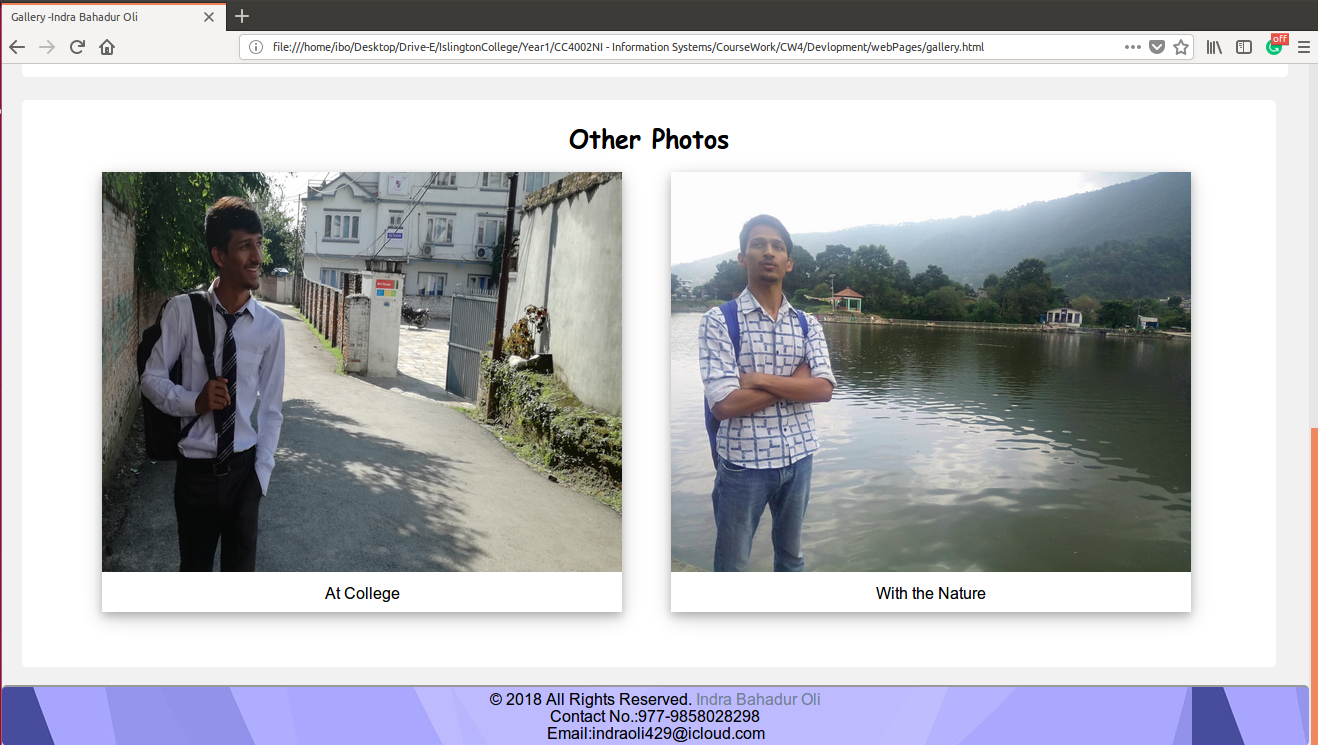 Gallery -Indra Bahadur Oli
file:///home/ibo/Desktop/Drive-E/IslingtonCollege/Year1/CC4002NI - Information Systems/CourseWork/CW4/Devlopment/webPages/gallery.html
off
Other Photos
At College
With the Nature
© 2018 All Rights Reserved. Indra Bahadur Oli
Contact No.:977-9858028298
Email:indraoli429@icloud.com